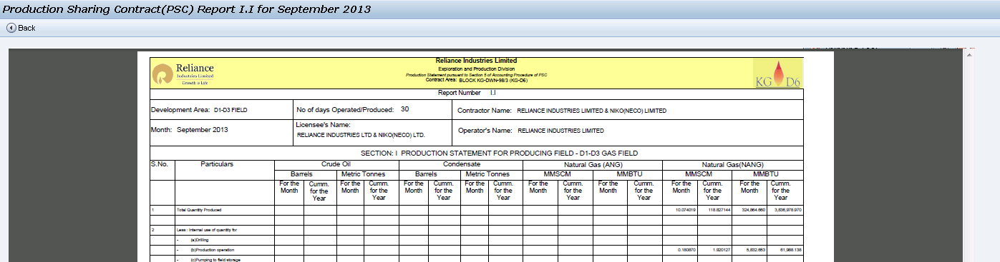 Production Sharing Contract(PSC) Report I.I for September 2013
Back
Reliance
Industries Limited
Growth is Life
Reliance Industries Limited
Exploration and Production Division
Production Statement pursuant to Section 5 of Accounting Procedure of PSC
Contract Area: BLOCK KG-DWN-98/3 (KG-D6)
KG D6
Report Number I.I
Development Area: D1-D3 FIELD No of days Operated/Produced: 30 Contractor Name: RELIANCE INDUSTRIES LIMITED & NIKO(NECO) LIMITED
Month: September 2013 Licensee's Name: RELIANCE INDUSTRIES LTD & NIKO(NECO) LTD. Operator's Name: RELIANCE INDUSTRIES LIMITED
SECTION: I PRODUCTION STATEMENT FOR PRODUCING FIELD - D1-D3 GAS FIELD
S.No. Particulars Crude Oil Condensate Natural Gas (ANG) Natural Gas(NANG)
Barrels Metric Tonnes Barrels Metric Tonnes MMSCM MMBTU MMSCM MMBTU
For the Month Cumm. for the Year For the Month Cumm. for the Year For the Month Cumm. for the Year For the Month Cumm. for the Year For the Month Cumm. for the Year For the Month Cumm. for the Year For the Month Cumm. for the Year For the Month Cumm. for the Year
1 Total Quantity Produced 10.074019 118.827144 324,864.660 3,836,978.970
2 Less : Internal use of quantity for
- (a)Drilling
- (b)Production operation 0.180870 1.920127 5,832.653 61,988.138
- (c)Pumping to field storage